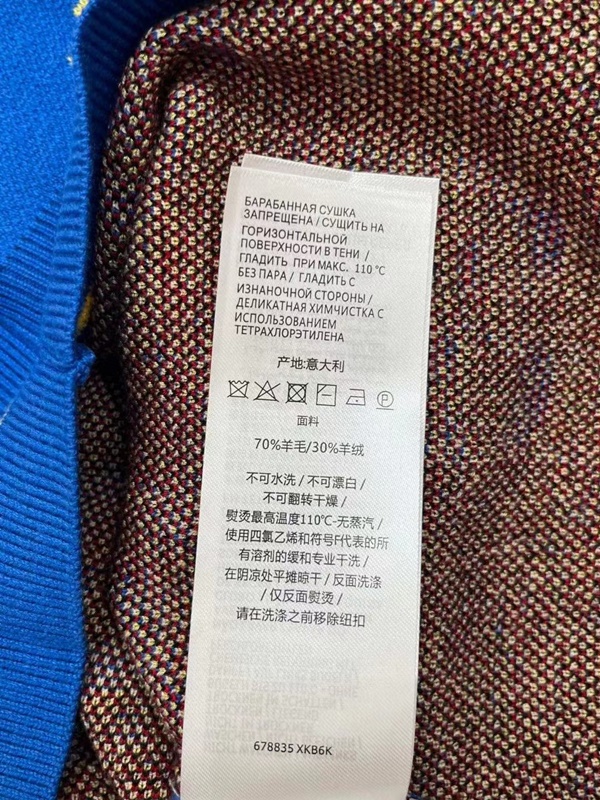 БАРАБАННАЯ СУШКА
ЗАПРЕЩЕНА / СУЩИТЬ НА
ГОРИЗОНТАЛЬНОЙ
ПОВЕРХНОСТИ В ТЕНИ /
ГЛАДИТЬ ПРИ МАКС. 110 °C
БЕЗ ПАРА / ГЛАДИТЬ С
ИЗНАНОЧНОЙ СТОРОНЫ /
ДЕЛИКАТНАЯ ХИМЧИСТКА С
ИСПОЛЬЗОВАНИЕМ
ТЕТРАХЛОРЭТИЛЕНА
产地:意大利
P
面料
70%羊毛/30%羊绒
不可水洗 / 不可漂白 /
不可翻转干燥 /
熨烫最高温度110℃-无蒸汽 /
使用四氯乙烯和符号F代表的所
有溶剂的缓和专业干洗 /
在阴凉处平摊晾干 / 反面洗涤
/ 仅反面熨烫 /
请在洗涤之前移除纽扣
678835 XKB6K